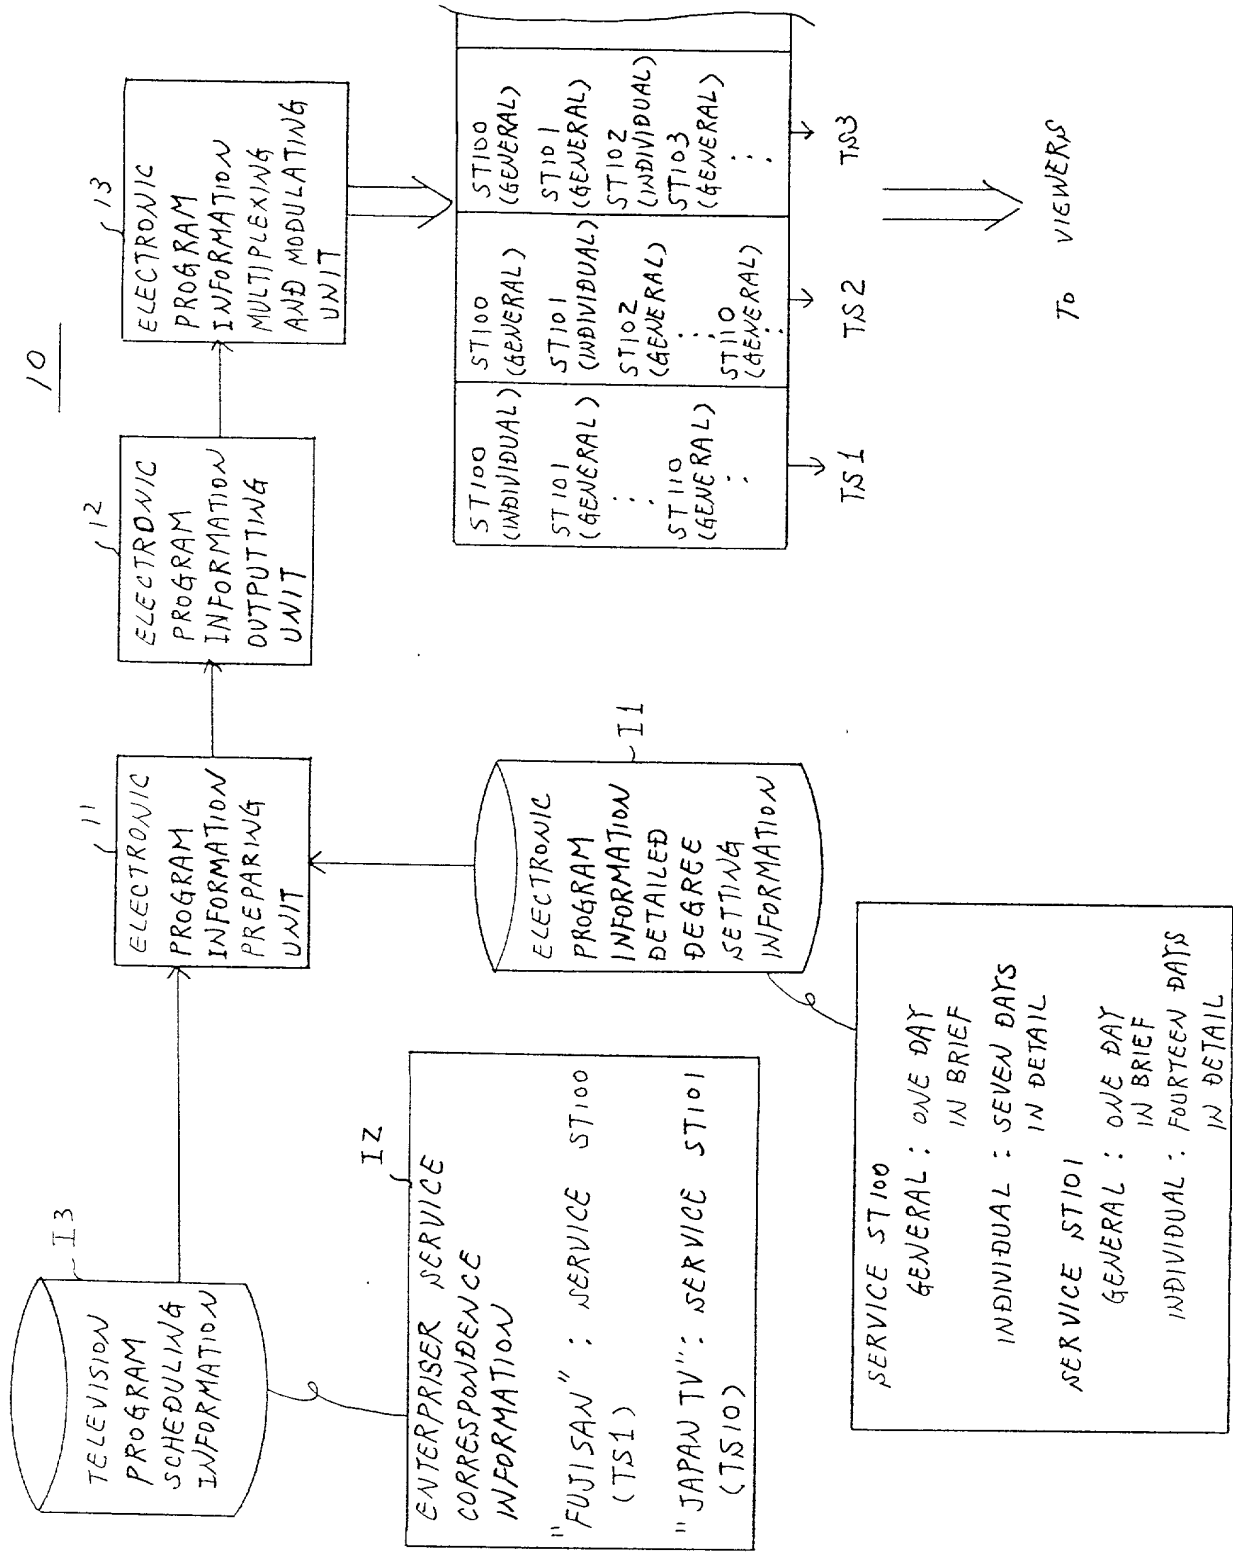 10
TELEVISION
PROGRAM
SCHEDULING
INFORMATION
I3
11
ELECTRONIC
PROGRAM
INFORMATION
PREPARING
UNIT
12
ELECTRONIC
PROGRAM
INFORMATION
OUTPUTTING
UNIT
13
ELECTRONIC
PROGRAM
INFORMATION
MULTIPLEXING
AND MODULATING
UNIT
I2
ENTERPRISER SERVICE
CORRESPONDENCE
INFORMATION
"FUJISAN" : SERVICE ST100
(TS1)
"JAPAN TV" : SERVICE ST101
(TS10)
I1
ELECTRONIC
PROGRAM
INFORMATION
DETAILED
DEGREE
SETTING
INFORMATION
SERVICE ST100
GENERAL : ONE DAY
IN BRIEF
INDIVIDUAL : SEVEN DAYS
IN DETAIL
SERVICE ST101
GENERAL : ONE DAY
IN BRIEF
INDIVIDUAL : FOURTEEN DAYS
IN DETAIL
ST100
(INDIVIDUAL)
ST101
(GENERAL)
:
ST110
(GENERAL)
:
TS1
ST100
(GENERAL)
ST101
(INDIVIDUAL)
ST102
(GENERAL)
:
ST110
(GENERAL)
:
TS2
ST100
(GENERAL)
ST101
(GENERAL)
ST102
(INDIVIDUAL)
ST103
(GENERAL)
:
TS3
TO VIEWERS